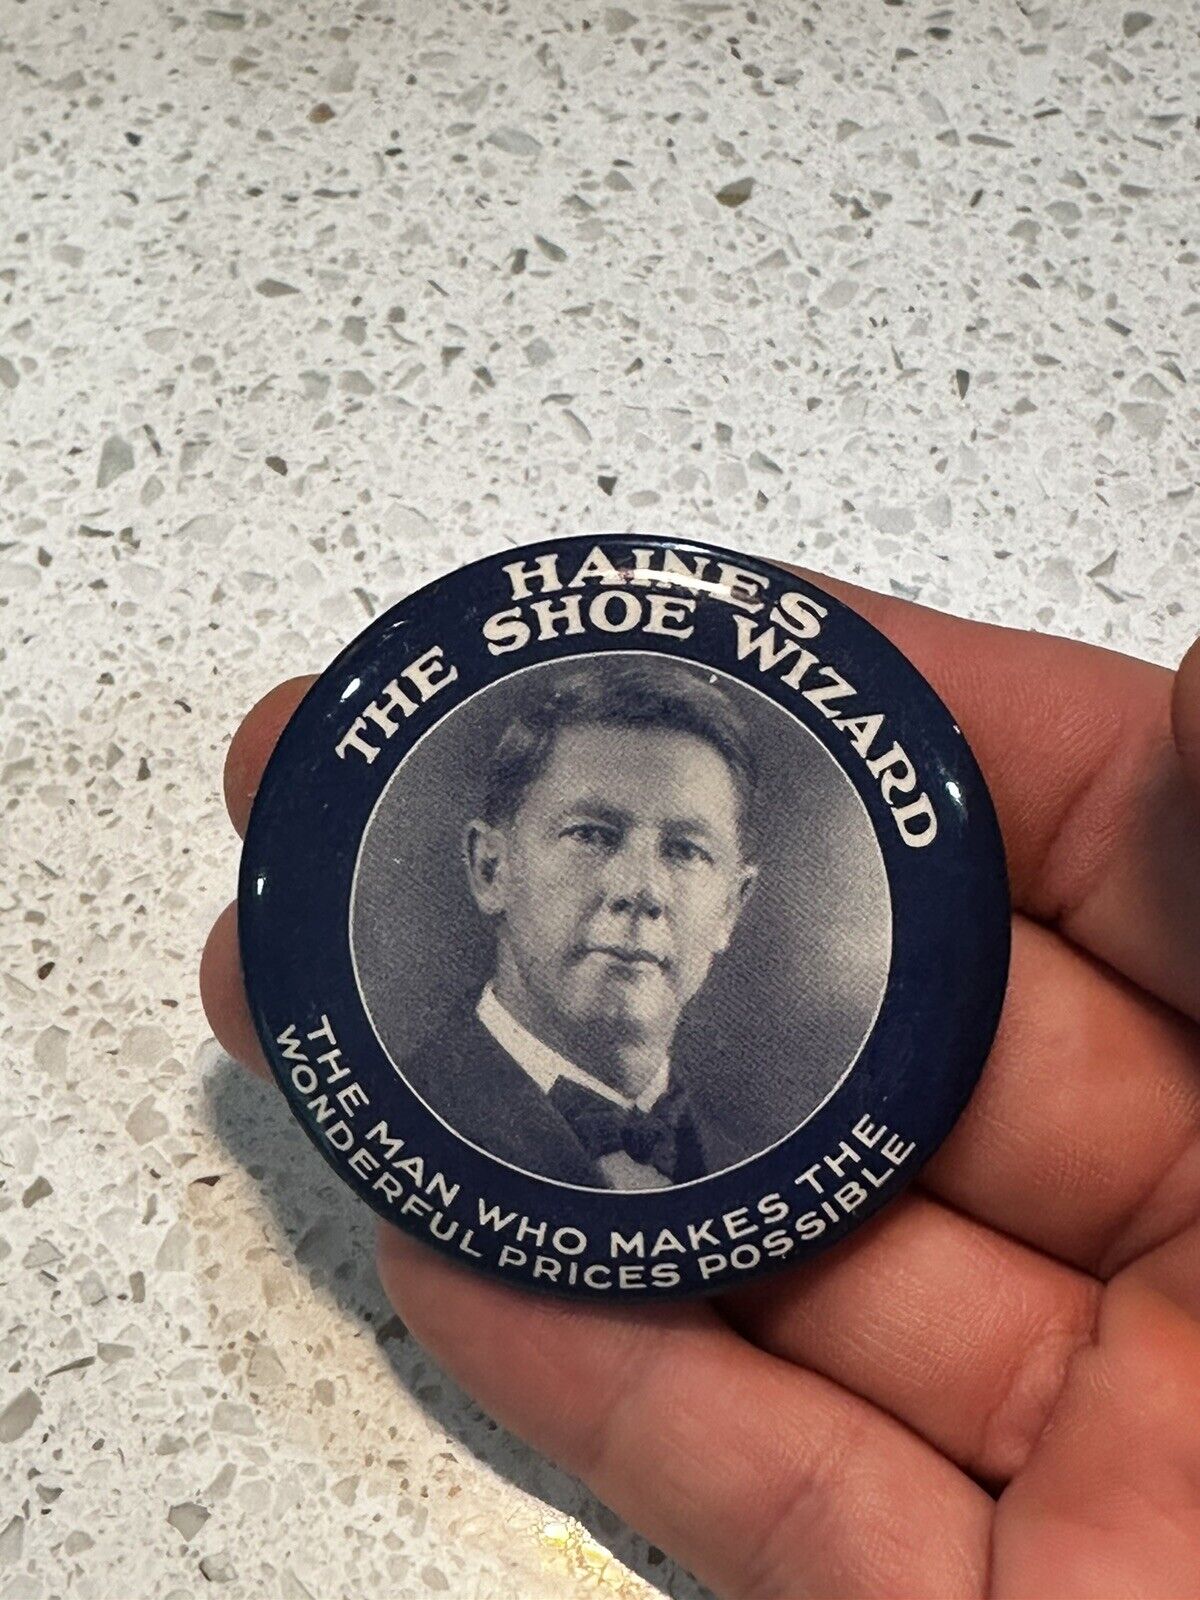 HAINES
THE SHOE WIZARD
THE MAN WHO MAKES THE
WONDERFUL PRICES POSSIBLE